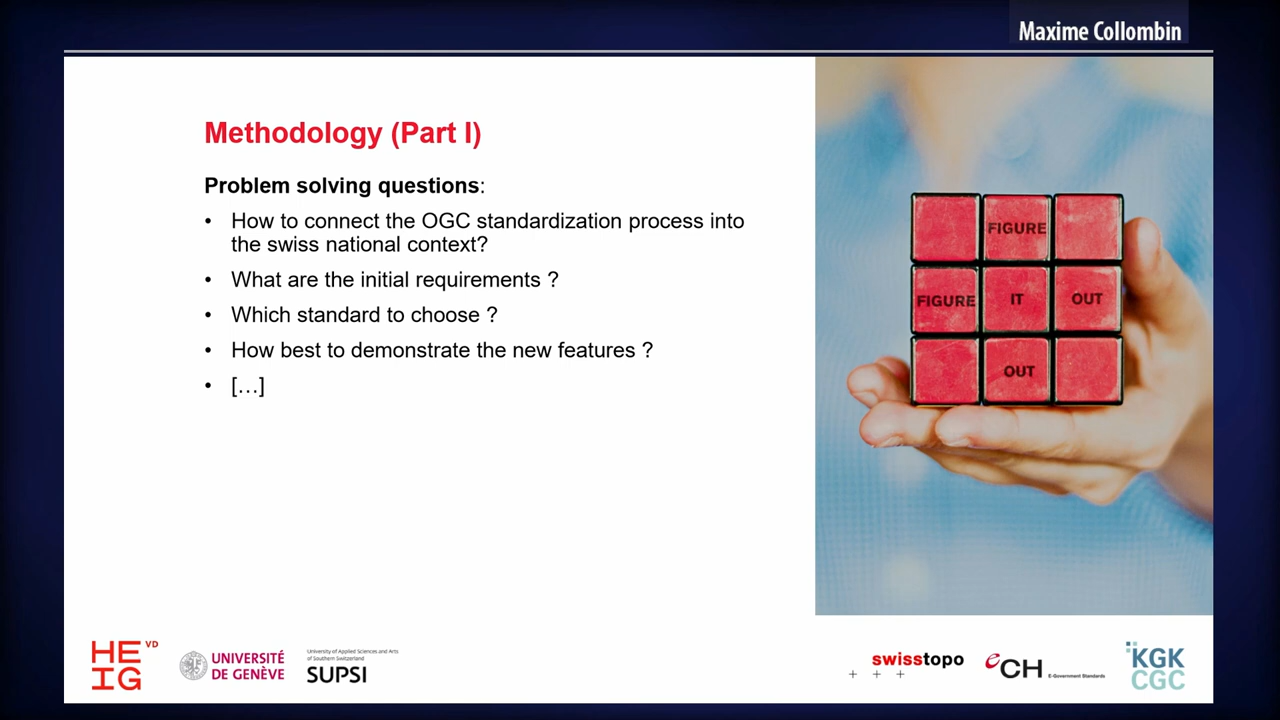 Maxime Collombin
Methodology (Part I)
Problem solving questions:
• How to connect the OGC standardization process into
the swiss national context?
• What are the initial requirements ?
• Which standard to choose ?
• How best to demonstrate the new features ?
• […]
FIGURE
FIGURE IT OUT
OUT
HE
IG
VD
UNIVERSITÉ
DE GENÈVE
University of Applied Sciences and Arts
of Southern Switzerland
SUPSI
swisstopo
eCH E-Government Standards
KGK
CGC